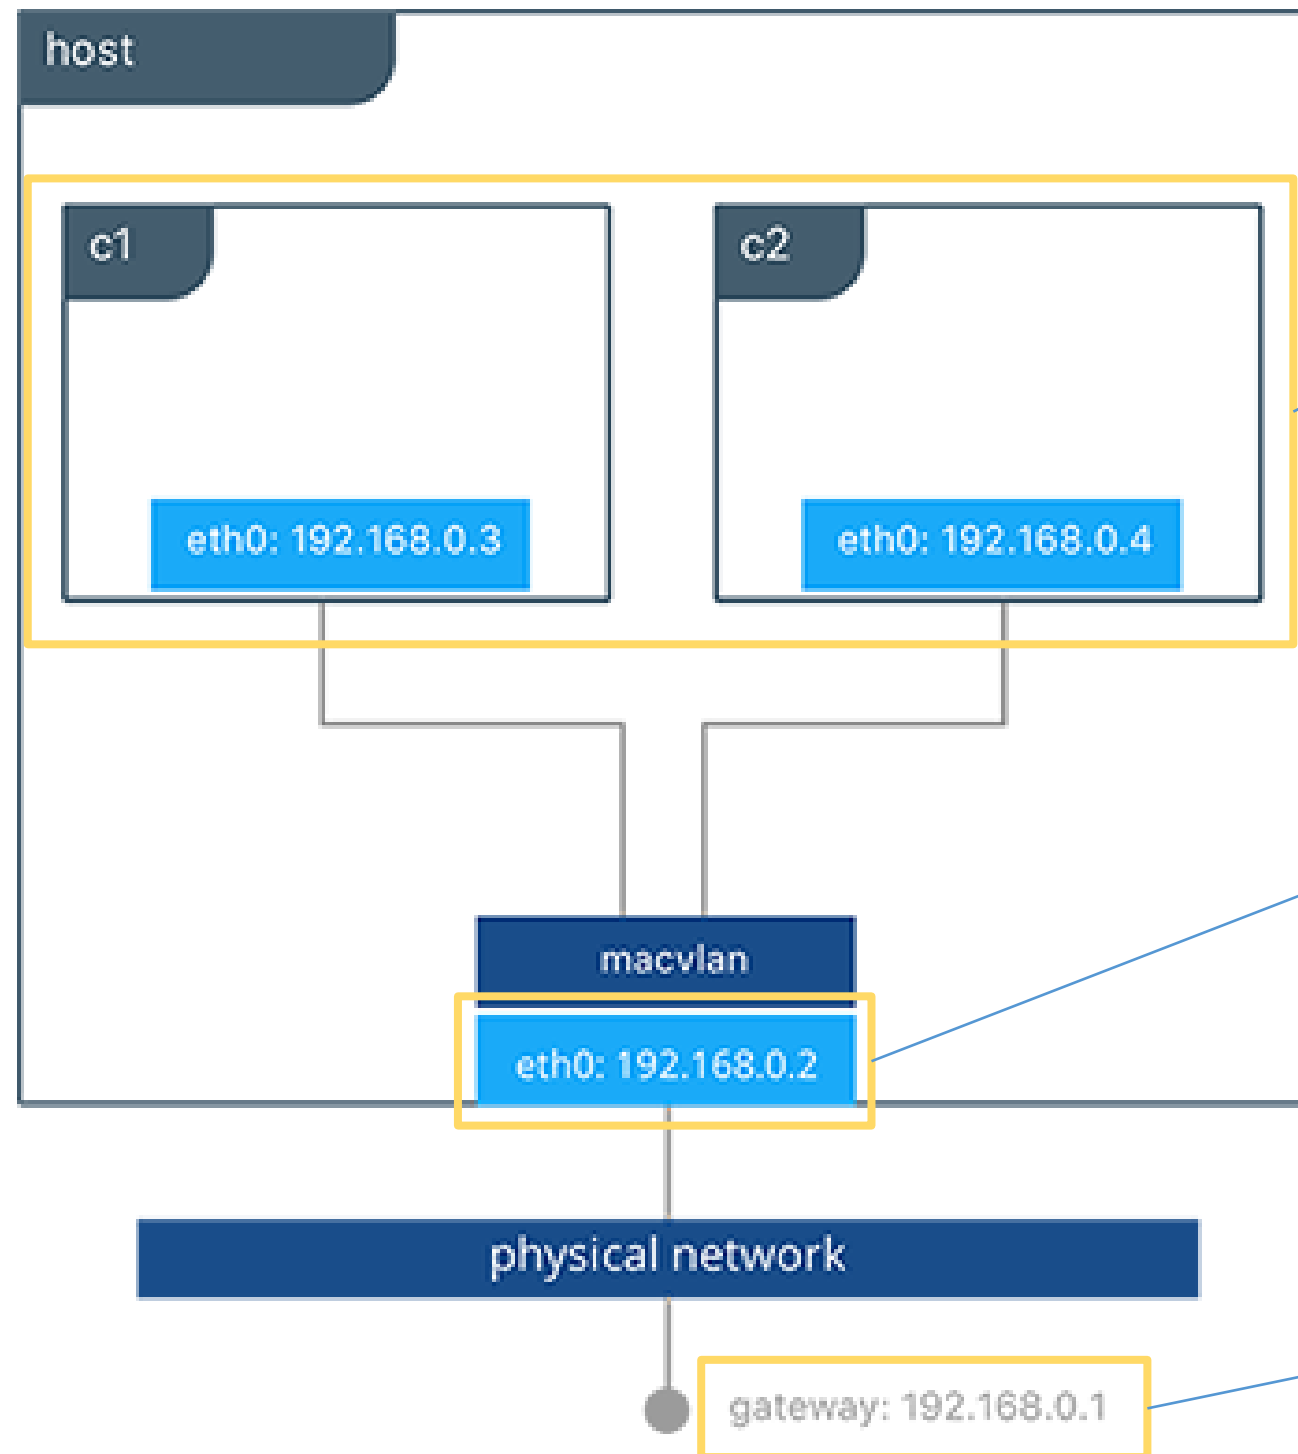 host
c1
c2
eth0: 192.168.0.3
eth0: 192.168.0.4
macvlan
eth0: 192.168.0.2
physical network
gateway: 192.168.0.1